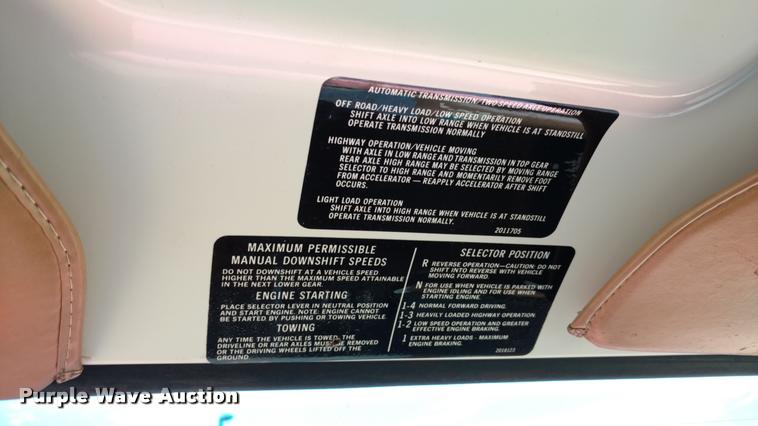 AUTOMATIC TRANSMISSION/TWO SPEED AXLE OPERATION
OFF ROAD/HEAVY LOAD/LOW SPEED OPERATION
SHIFT AXLE INTO LOW RANGE WHEN VEHICLE IS AT STANDSTILL
OPERATE TRANSMISSION NORMALLY
HIGHWAY OPERATION/VEHICLE MOVING
WITH AXLE IN LOW RANGE AND TRANSMISSION IN TOP GEAR
REAR AXLE HIGH RANGE MAY BE SELECTED BY MOVING RANGE
SELECTOR TO HIGH RANGE AND MOMENTARILY REMOVE FOOT
FROM ACCELERATOR — REAPPLY ACCELERATOR AFTER SHIFT
OCCURS.
LIGHT LOAD OPERATION
SHIFT AXLE INTO HIGH RANGE WHEN VEHICLE IS AT STANDSTILL
OPERATE TRANSMISSION NORMALLY.
2011705
MAXIMUM PERMISSIBLE
MANUAL DOWNSHIFT SPEEDS
DO NOT DOWNSHIFT AT A VEHICLE SPEED
HIGHER THAN THE MAXIMUM SPEED ATTAINABLE
IN THE NEXT LOWER GEAR.
ENGINE STARTING
PLACE SELECTOR LEVER IN NEUTRAL POSITION
AND START ENGINE. NOTE: ENGINE CANNOT
BE STARTED BY PUSHING OR TOWING VEHICLE.
TOWING
ANY TIME THE VEHICLE IS TOWED, THE
DRIVELINE OR REAR AXLES MUST BE REMOVED
OR THE DRIVING WHEELS LIFTED OFF THE
GROUND.
SELECTOR POSITION
R REVERSE OPERATION—CAUTION: DO NOT
SHIFT INTO REVERSE WITH VEHICLE
MOVING FORWARD.
N FOR USE WHEN VEHICLE IS PARKED WITH
ENGINE IDLING AND FOR USE WHEN
STARTING ENGINE.
1-4 NORMAL FORWARD DRIVING.
1-3 HEAVILY LOADED HIGHWAY OPERATION.
1-2 LOW SPEED OPERATION AND GREATER
EFFECTIVE ENGINE BRAKING.
1 EXTRA HEAVY LOADS - MAXIMUM
ENGINE BRAKING.
2018123
Purple Wave Auction